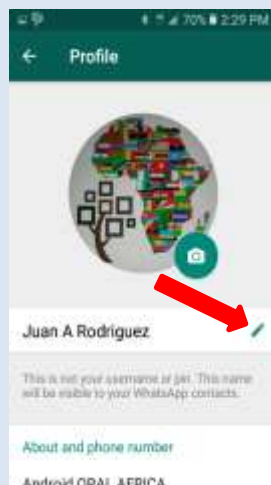 70% 2:29 PM
Profile
Juan A Rodriguez
This is not your username or pin. This name
will be visible to your WhatsApp contacts.
About and phone number
Android ORAL AFRICA